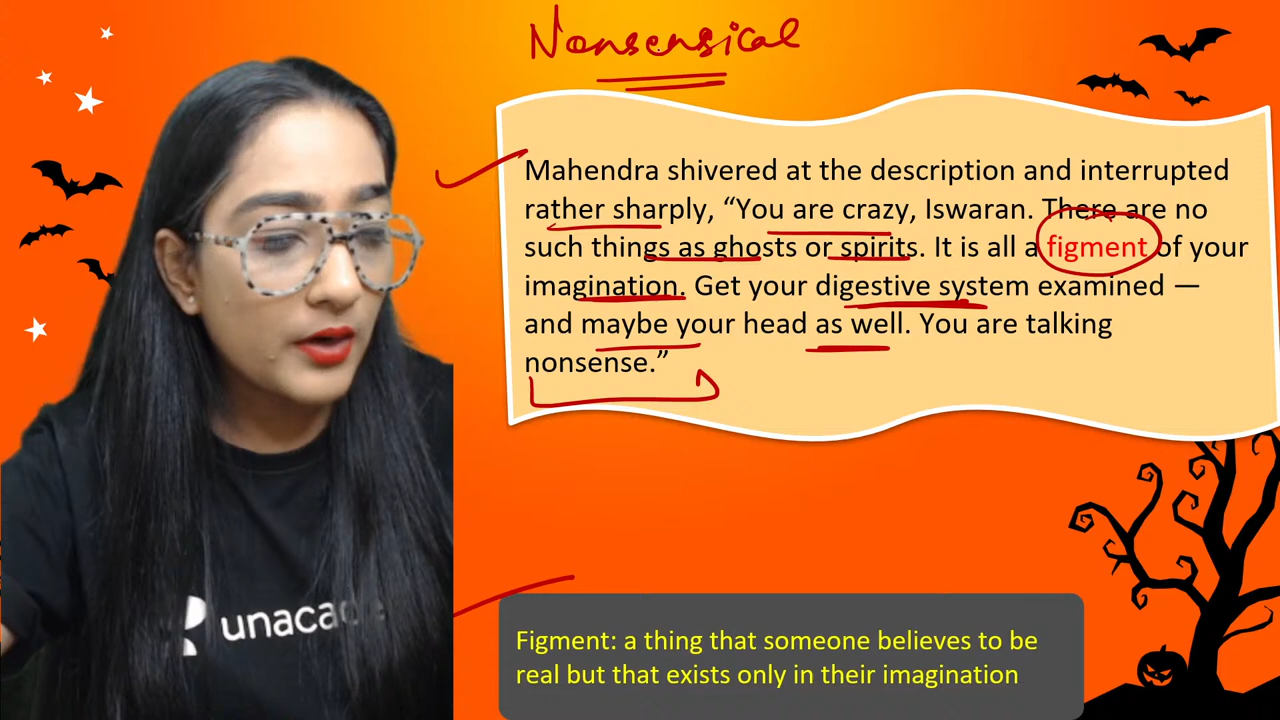 Nonsensical
Mahendra shivered at the description and interrupted
rather sharply, “You are crazy, Iswaran. There are no
such things as ghosts or spirits. It is all a figment of your
imagination. Get your digestive system examined —
and maybe your head as well. You are talking
nonsense.”
unacade
Figment: a thing that someone believes to be
real but that exists only in their imagination